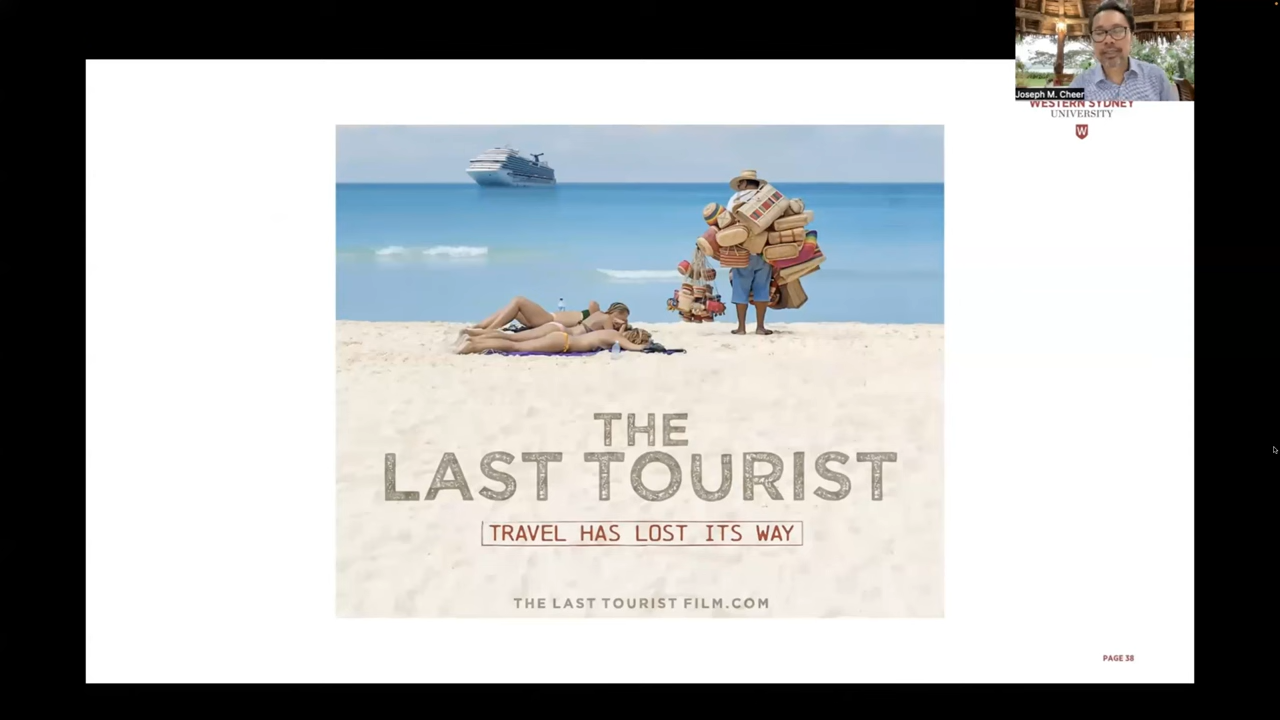 Joseph M. Cheer
WESTERN SYDNEY
UNIVERSITY
W
THE
LAST TOURIST
TRAVEL HAS LOST ITS WAY
THE LAST TOURIST FILM.COM
PAGE 38